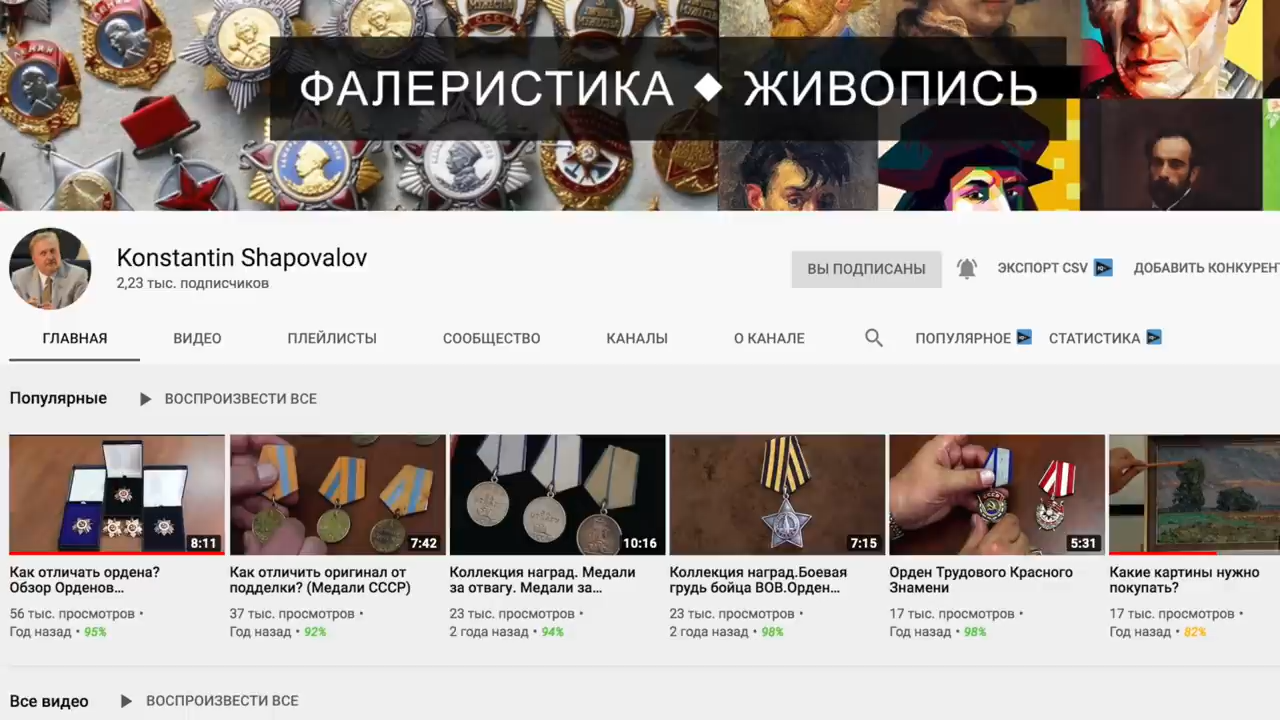 ФАЛЕРИСТИКА ◆ ЖИВОПИСЬ
Konstantin Shapovalov
2,23 тыс. подписчиков
ВЫ ПОДПИСАНЫ
ЭКСПОРТ CSV
ДОБАВИТЬ КОНКУРЕНТ
ГЛАВНАЯ
ВИДЕО
ПЛЕЙЛИСТЫ
СООБЩЕСТВО
КАНАЛЫ
О КАНАЛЕ
ПОПУЛЯРНОЕ
СТАТИСТИКА
Популярные
ВОСПРОИЗВЕСТИ ВСЕ
8:11
Как отличать ордена?
Обзор Орденов...
56 тыс. просмотров •
Год назад • 95%
7:42
Как отличить оригинал от
подделки? (Медали СССР)
37 тыс. просмотров •
Год назад • 92%
10:16
Коллекция наград. Медали
за отвагу. Медали за...
23 тыс. просмотров •
2 года назад • 94%
7:15
Коллекция наград.Боевая
грудь бойца ВОВ.Орден...
23 тыс. просмотров •
2 года назад • 98%
5:31
Орден Трудового Красного
Знамени
17 тыс. просмотров •
Год назад • 98%
Какие картины нужно
покупать?
17 тыс. просмотров •
Год назад • 82%
Все видео
ВОСПРОИЗВЕСТИ ВСЕ